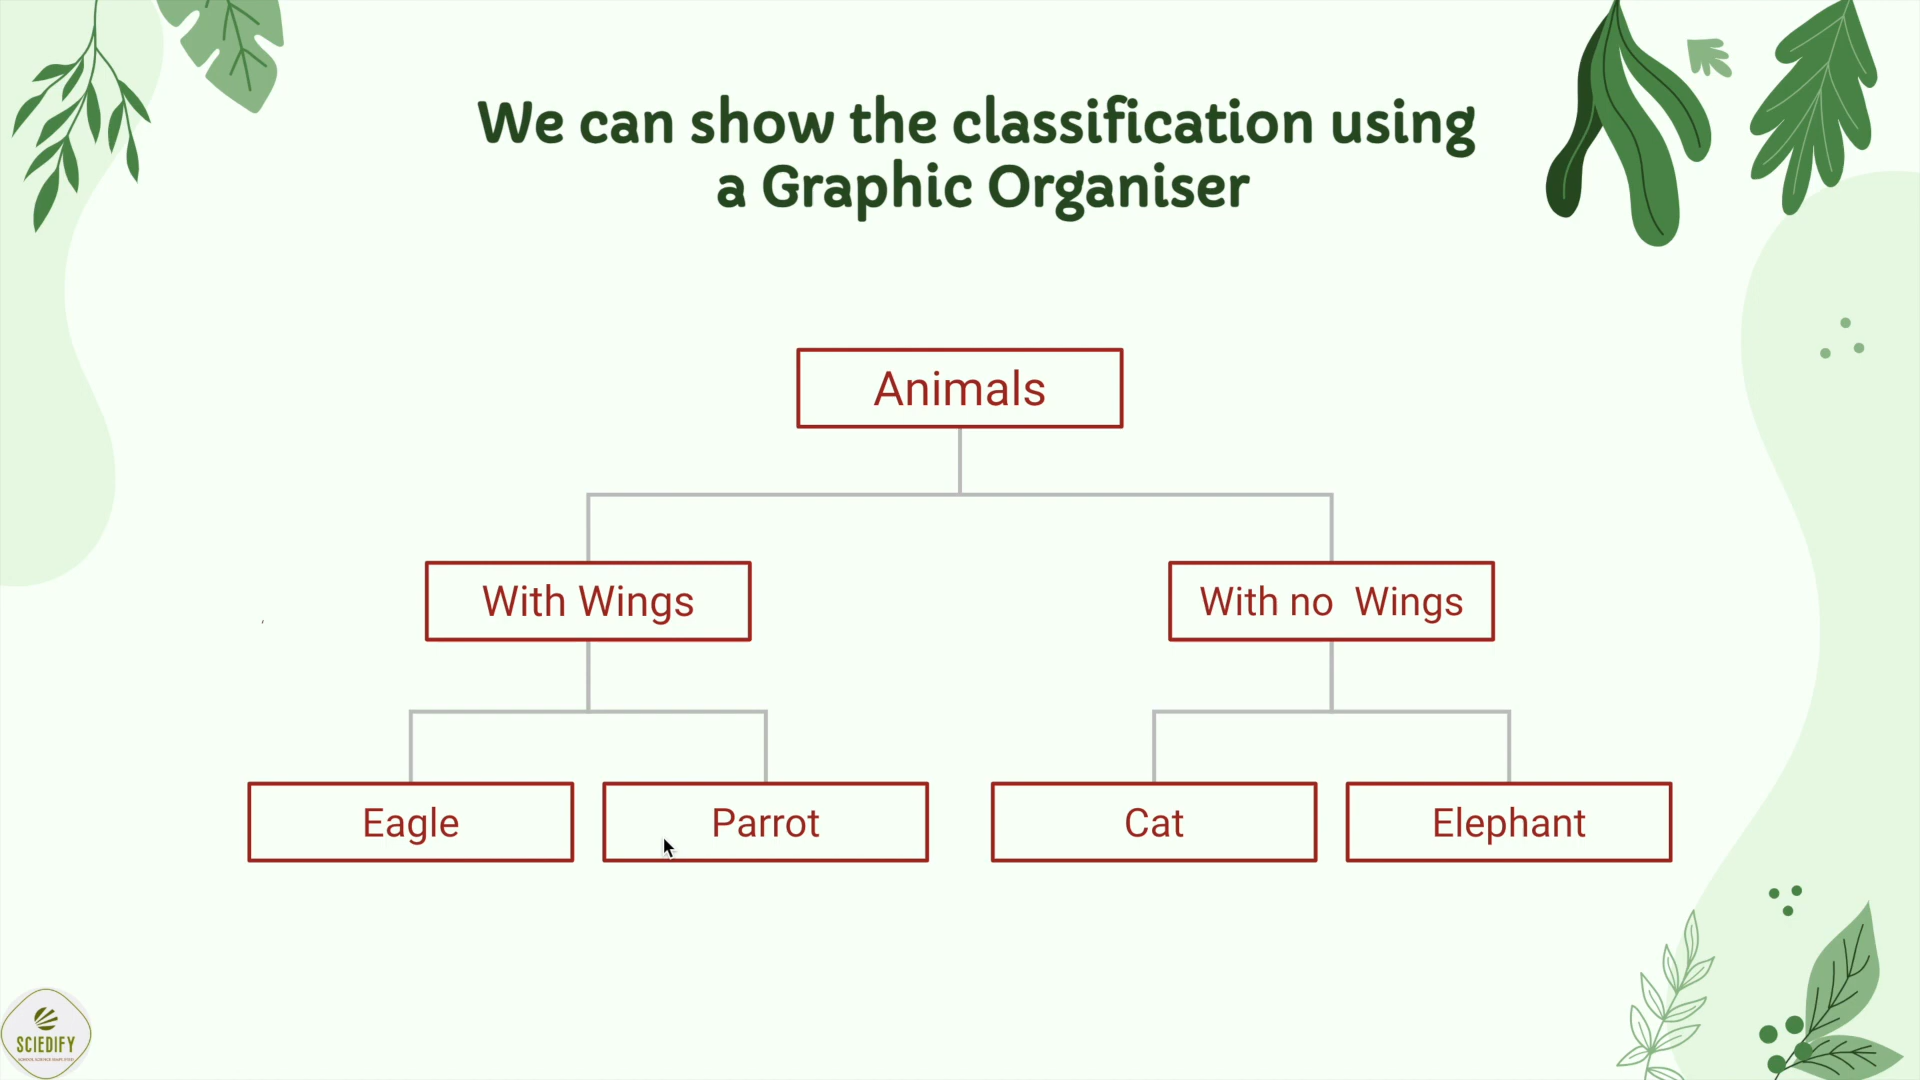 We can show the classification using
a Graphic Organiser
Animals
With Wings
With no Wings
Eagle
Parrot
Cat
Elephant
SCIEDIFY